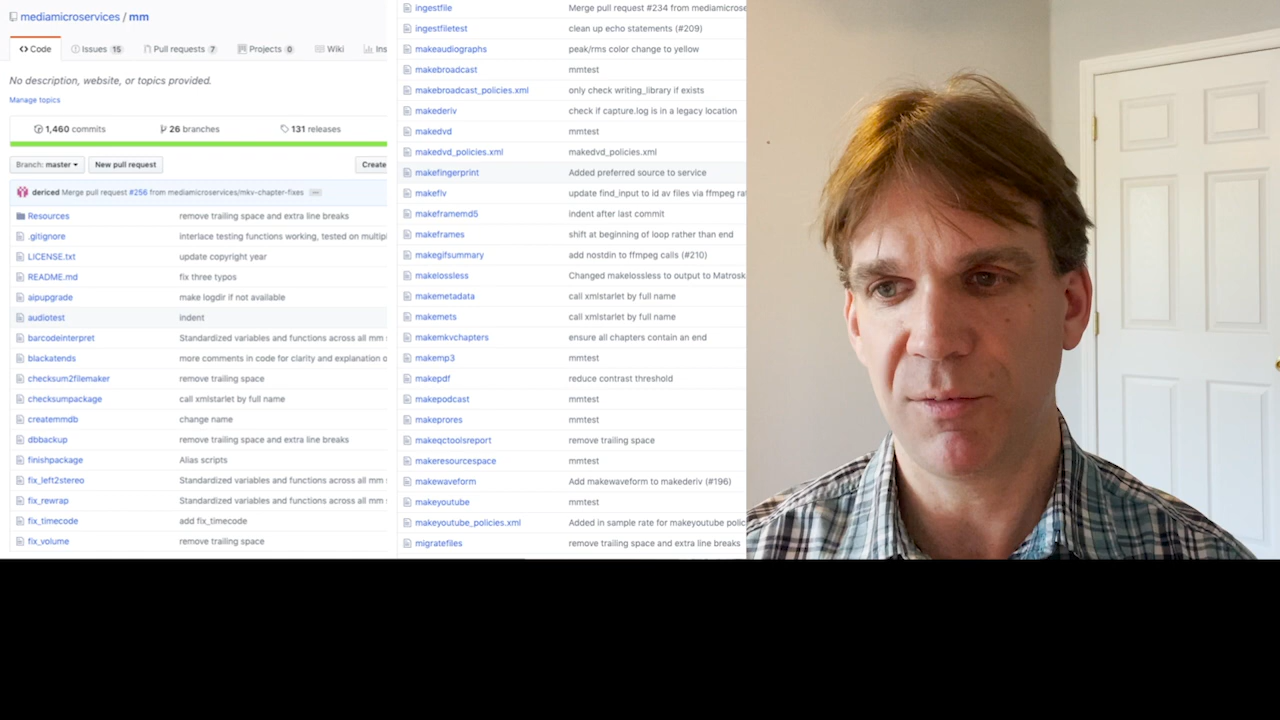 mediamicroservices / mm
Code Issues 15 Pull requests 7 Projects 0 Wiki Ins
No description, website, or topics provided.
Manage topics
1,460 commits 26 branches 131 releases
Branch: master New pull request Create
dericed Merge pull request #256 from mediamicroservices/mkv-chapter-fixes
Resources remove trailing space and extra line breaks
.gitignore interlace testing functions working, tested on multip
LICENSE.txt update copyright year
README.md fix three typos
aipupgrade make logdir if not available
audiotest indent
barcodeinterpret Standardized variables and functions across all mm
blackatends more comments in code for clarity and explanation o
checksum2filemaker remove trailing space
checksumpackage call xmlstarlet by full name
createmmdb change name
dbbackup remove trailing space and extra line breaks
finishpackage Alias scripts
fix_left2stereo Standardized variables and functions across all mm
fix_rewrap Standardized variables and functions across all mm
fix_timecode add fix_timecode
fix_volume remove trailing space
ingestfile Merge pull request #234 from mediamicrose
ingestfiletest clean up echo statements (#209)
makeaudiographs peak/rms color change to yellow
makebroadcast mmtest
makebroadcast_policies.xml only check writing_library if exists
makederiv check if capture.log is in a legacy location
makedvd mmtest
makedvd_policies.xml makedvd_policies.xml
makefingerprint Added preferred source to service
makeflv update find_input to id av files via ffmpeg ra
makeframemd5 indent after last commit
makeframes shift at beginning of loop rather than end
makegifsummary add nostdin to ffmpeg calls (#210)
makelossless Changed makelossless to output to Matrosk
makemetadata call xmlstarlet by full name
makemets call xmlstarlet by full name
makemkvchapters ensure all chapters contain an end
makemp3 mmtest
makepdf reduce contrast threshold
makepodcast mmtest
makeprores mmtest
makeqctoolsreport remove trailing space
makeresourcespace mmtest
makewaveform Add makewaveform to makederiv (#196)
makeyoutube mmtest
makeyoutube_policies.xml Added in sample rate for makeyoutube polic
migratefiles remove trailing space and extra line breaks